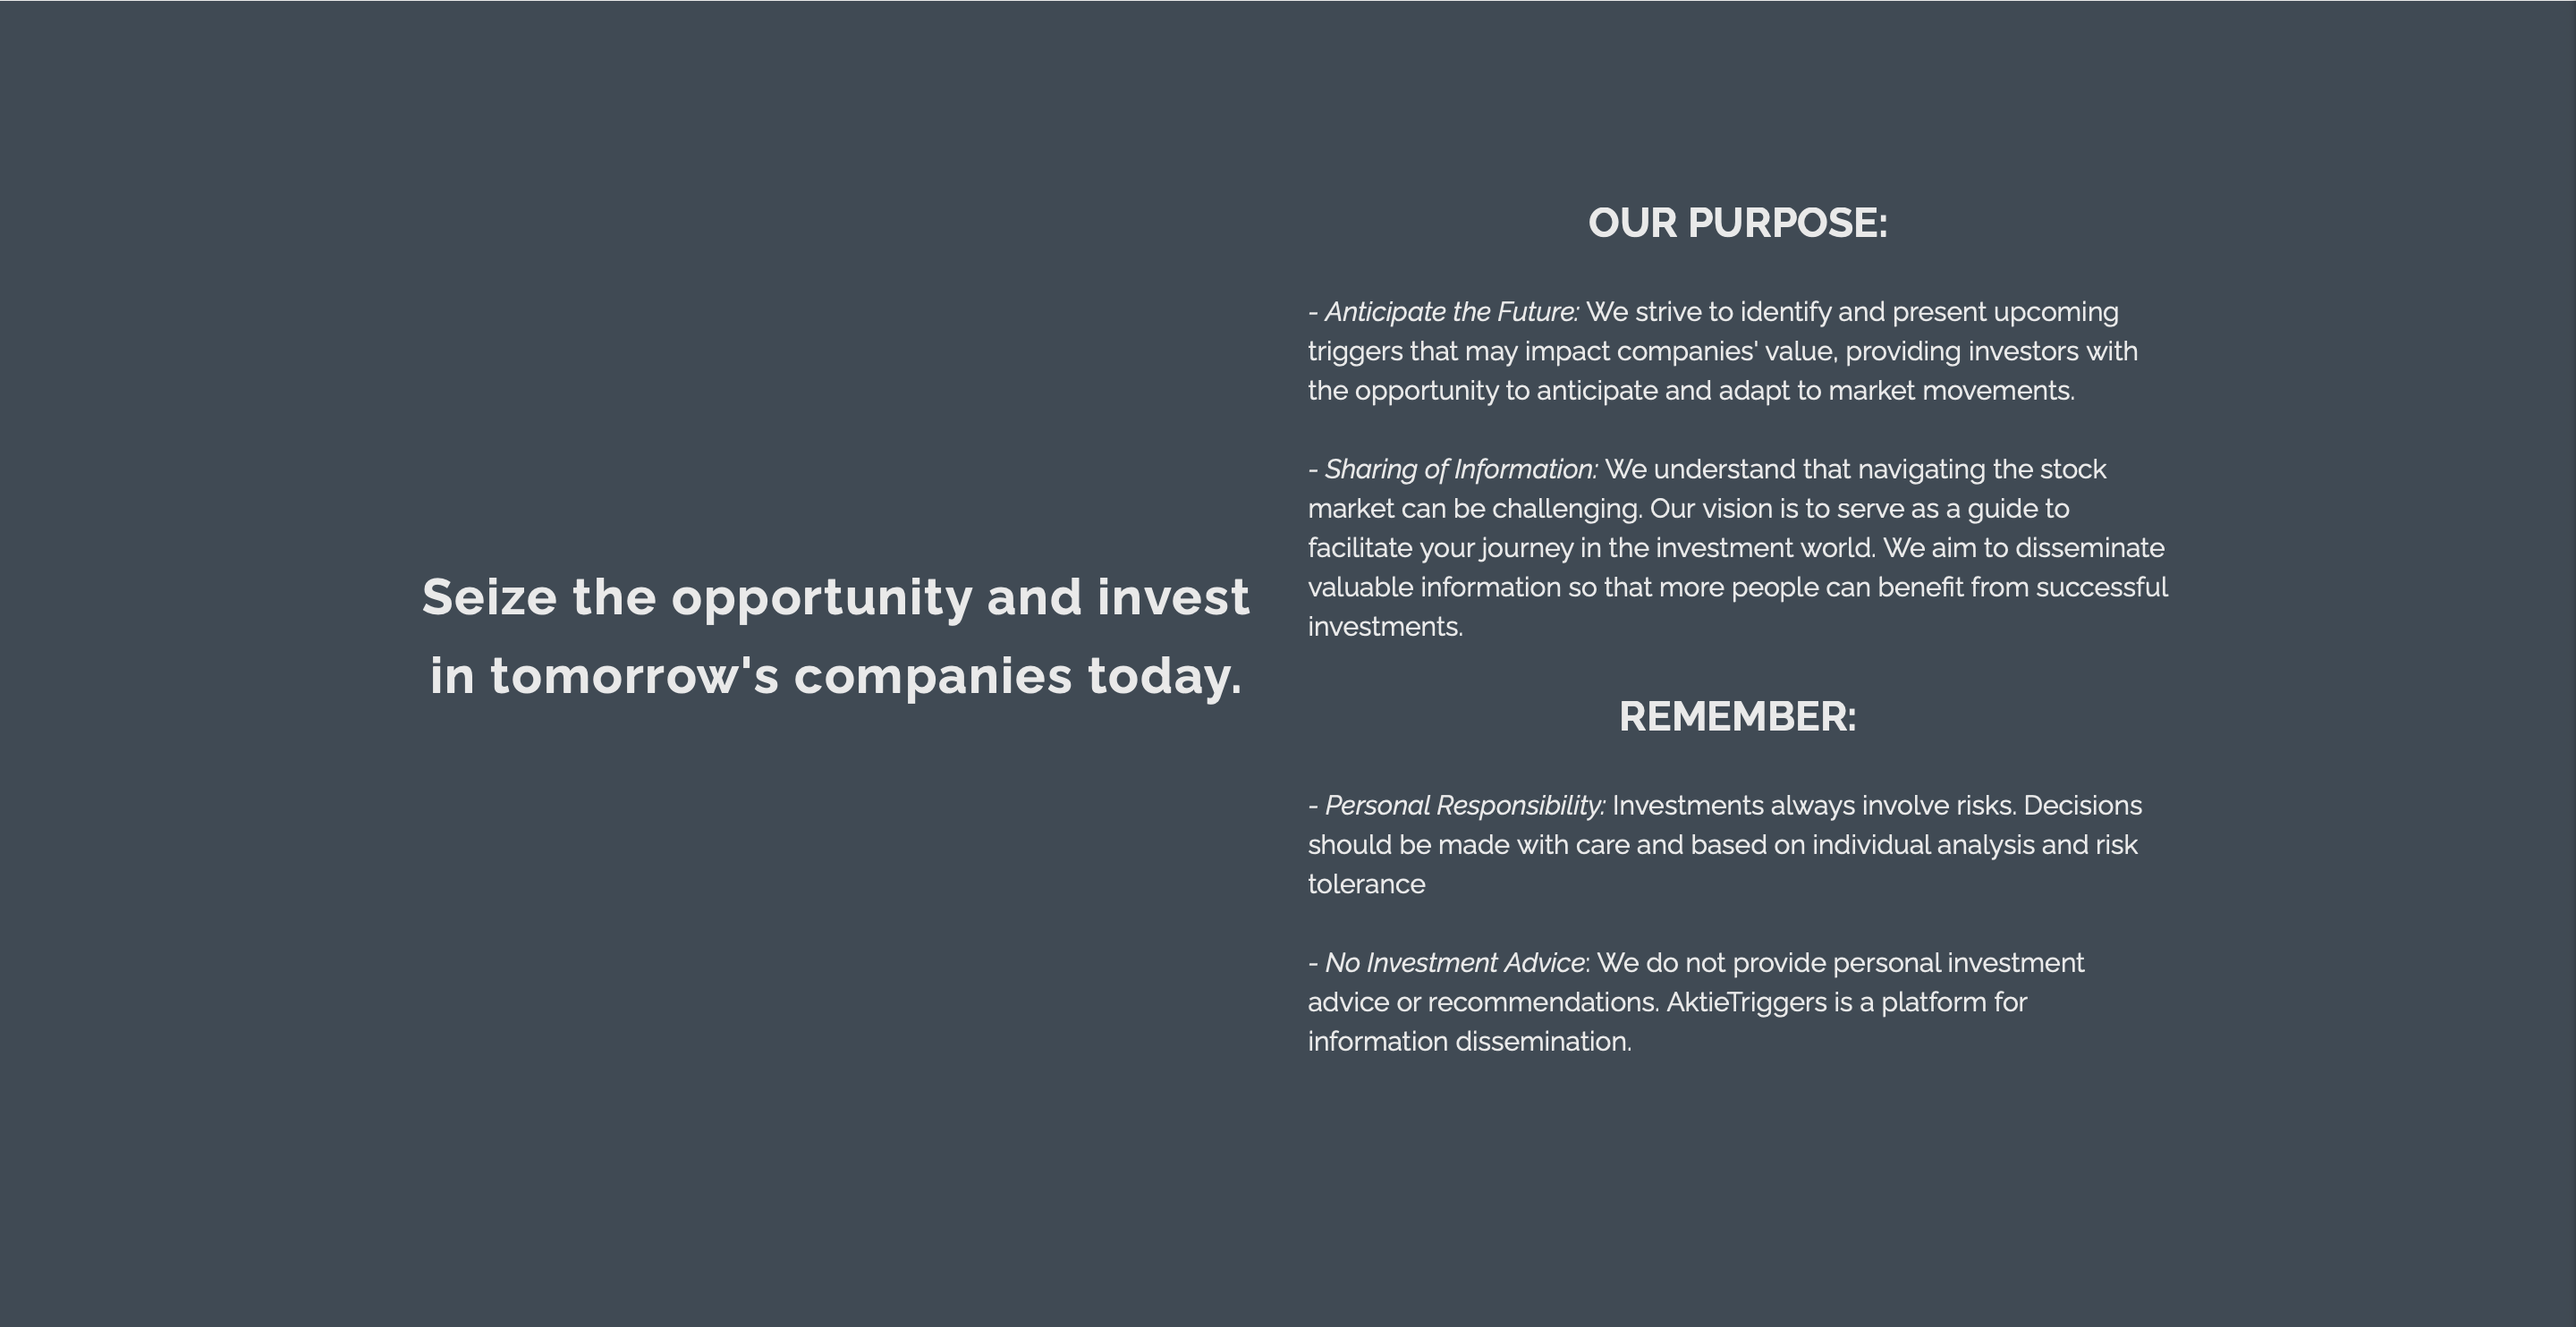 Seize the opportunity and invest
in tomorrow's companies today.
OUR PURPOSE:
- Anticipate the Future: We strive to identify and present upcoming
triggers that may impact companies' value, providing investors with
the opportunity to anticipate and adapt to market movements.
- Sharing of Information: We understand that navigating the stock
market can be challenging. Our vision is to serve as a guide to
facilitate your journey in the investment world. We aim to disseminate
valuable information so that more people can benefit from successful
investments.
REMEMBER:
- Personal Responsibility: Investments always involve risks. Decisions
should be made with care and based on individual analysis and risk
tolerance
- No Investment Advice: We do not provide personal investment
advice or recommendations. AktieTriggers is a platform for
information dissemination.